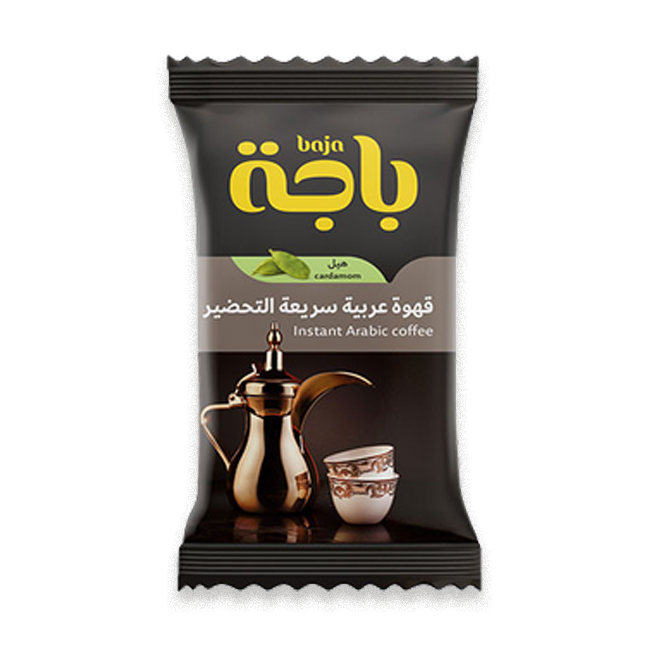 baja
باجة
هيل
cardamom
قهوة عربية سريعة التحضير
Instant Arabic coffee